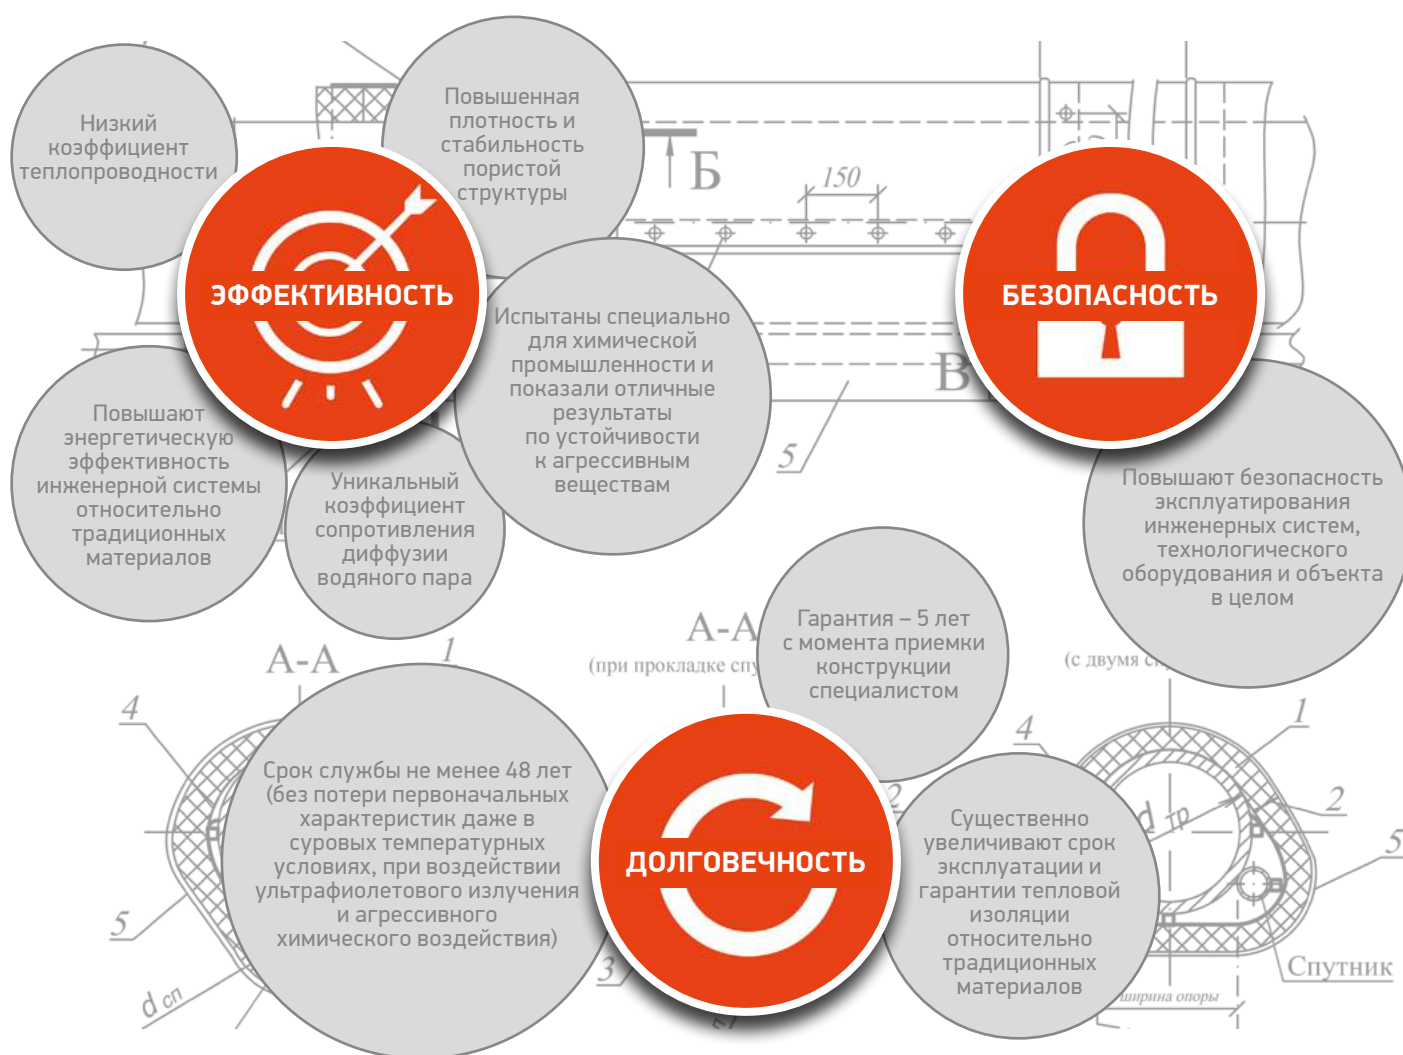 Низкий
коэффициент
теплопроводности
Повышенная
плотность и
стабильность
пористой
структуры
ЭФФЕКТИВНОСТЬ
Испытаны специально
для химической
промышленности и
показали отличные
результаты
по устойчивости
к агрессивным
веществам
Повышают
энергетическую
эффективность
инженерной системы
относительно
традиционных
материалов
Уникальный
коэффициент
сопротивления
диффузии
водяного пара
Б
150
В
5
БЕЗОПАСНОСТЬ
Повышают безопасность
эксплуатирования
инженерных систем,
технологического
оборудования и объекта
в целом
А-А
1
4
5
d сп
А-А
(при прокладке
Гарантия – 5 лет
с момента приемки
конструкции
специалистом
Срок службы не менее 48 лет
(без потери первоначальных
характеристик даже в
суровых температурных
условиях, при воздействии
ультрафиолетового излучения
и агрессивного
химического воздействия)
ДОЛГОВЕЧНОСТЬ
3
2
Существенно
увеличивают срок
эксплуатации и
гарантии тепловой
изоляции
относительно
традиционных
материалов
(с двумя
4
1
2
5
d тр
Спутник
ширина опоры